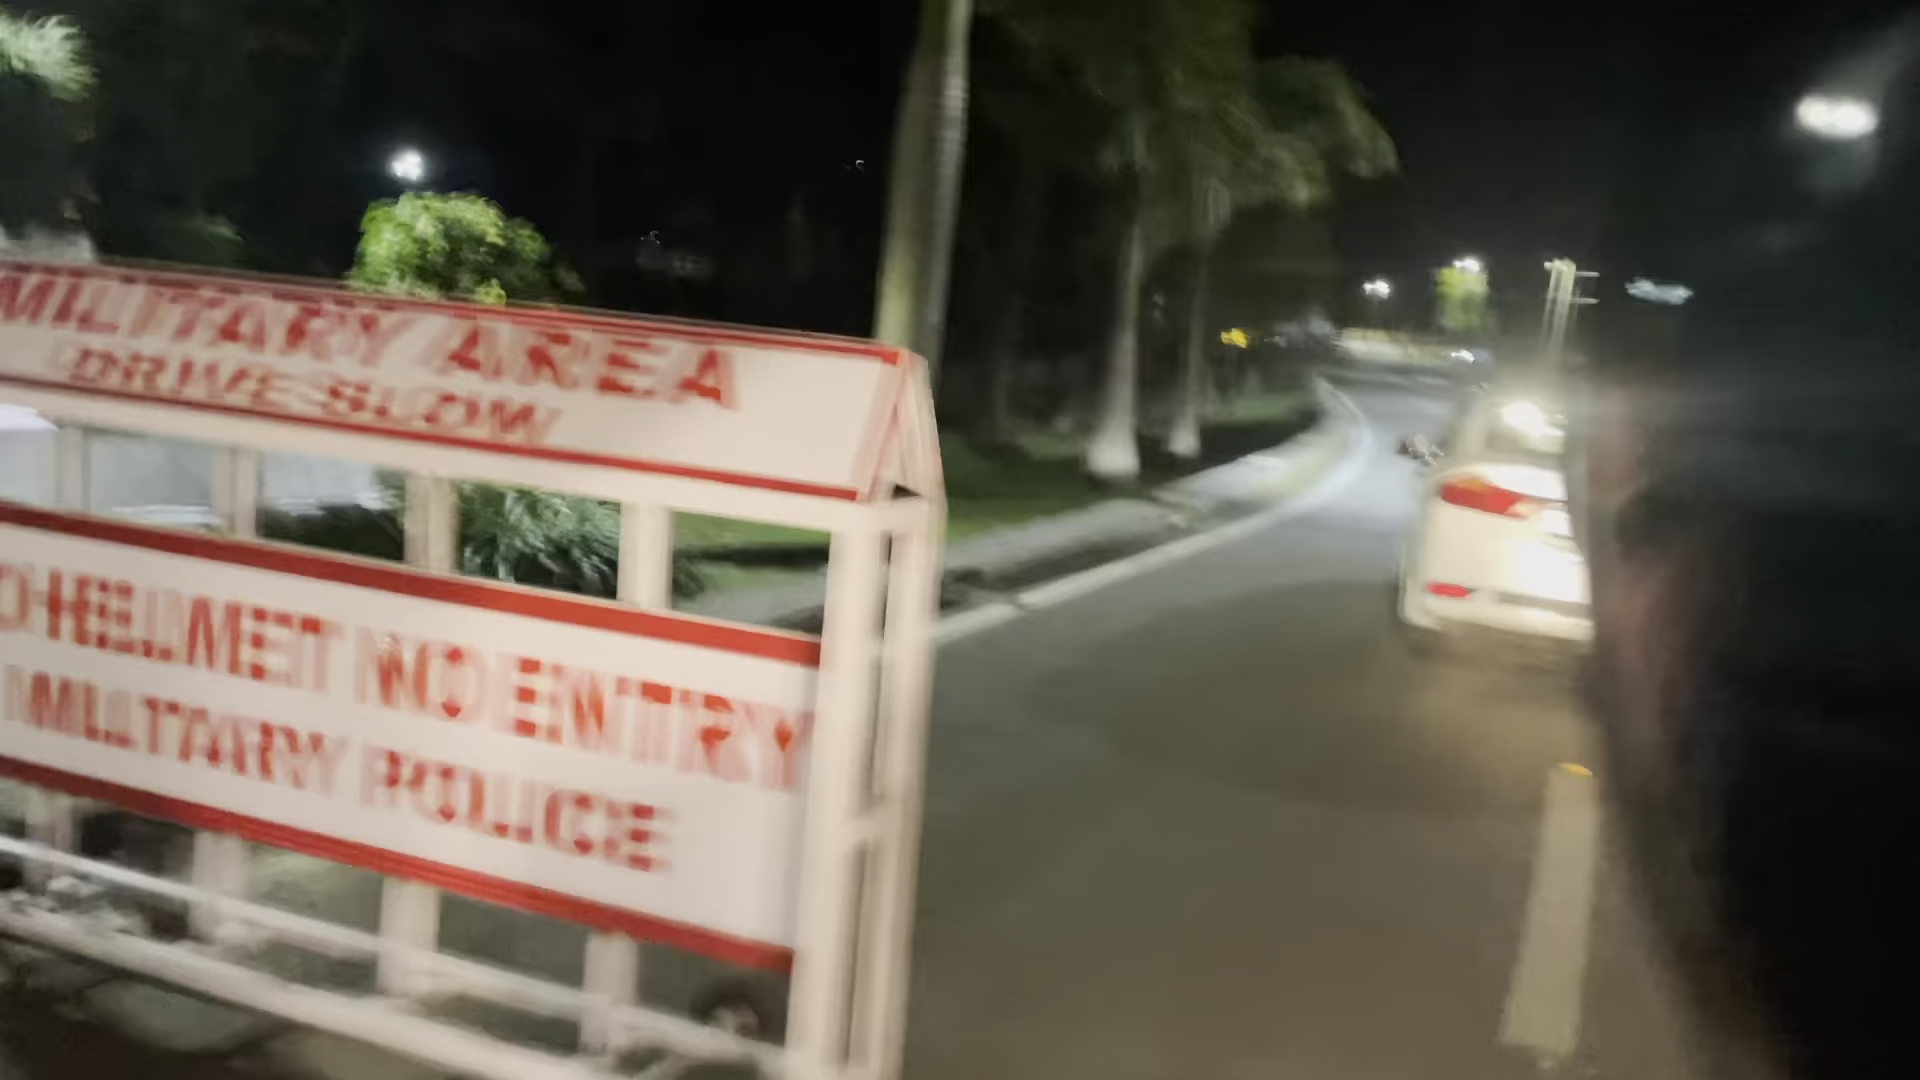 MILITARY AREA
DRIVE SLOW
O HELMET NO ENTRY
MILITARY POLICE